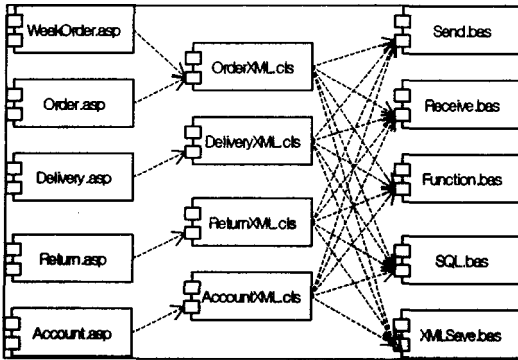 WeekOrder.asp
Order.asp
Delivery.asp
Return.asp
Account.asp
OrderXML.cls
DeliveryXML.cls
ReturnXML.cls
AccountXML.cls
Send.bas
Receive.bas
Function.bas
SQL.bas
XMLSave.bas